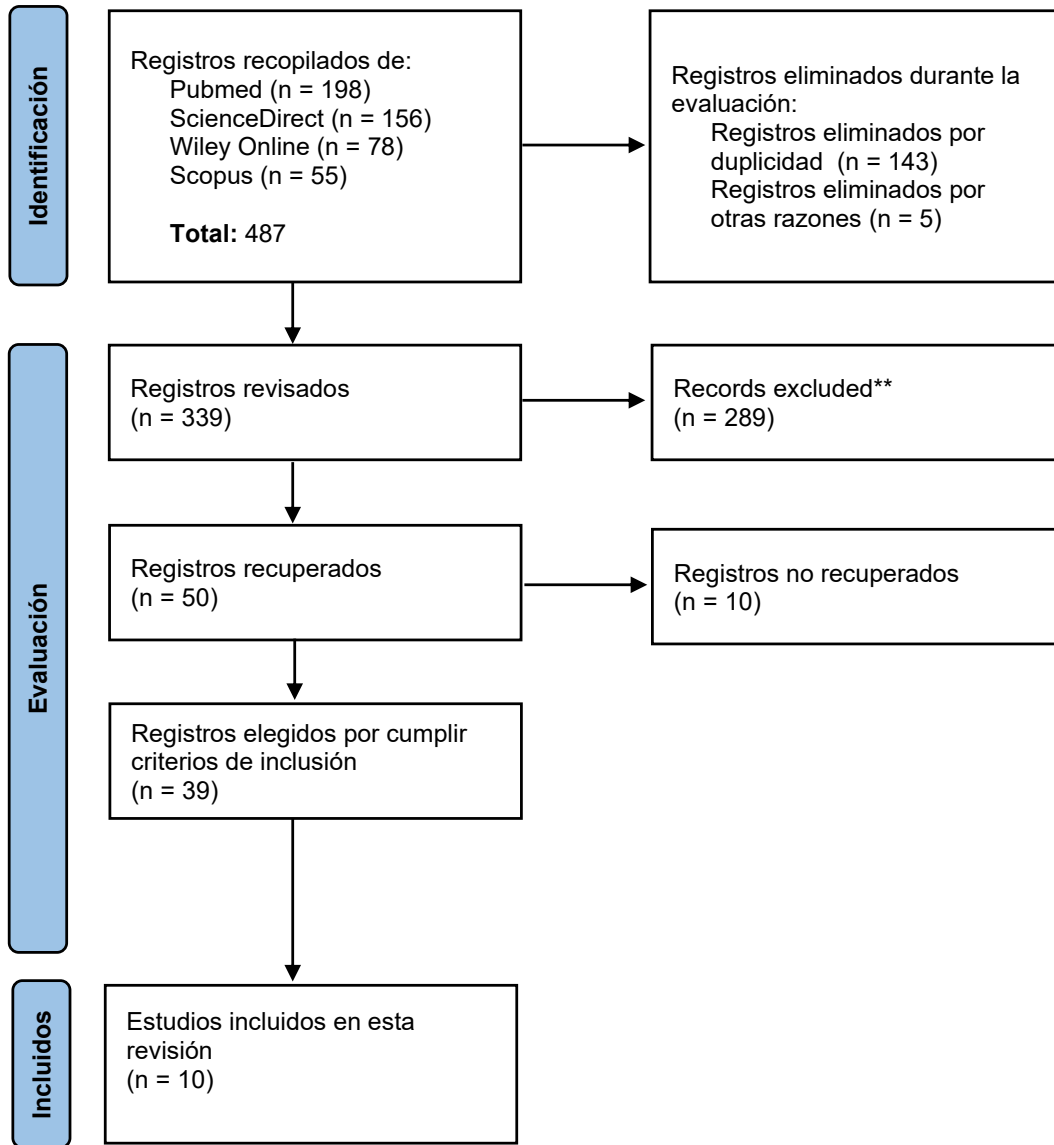 Identificación
Registros recopilados de:
Pubmed (n = 198)
ScienceDirect (n = 156)
Wiley Online (n = 78)
Scopus (n = 55)
Total: 487
Registros eliminados durante la
evaluación:
Registros eliminados por
duplicidad (n = 143)
Registros eliminados por
otras razones (n = 5)
Evaluación
Registros revisados
(n = 339)
Records excluded**
(n = 289)
Registros recuperados
(n = 50)
Registros no recuperados
(n = 10)
Registros elegidos por cumplir
criterios de inclusión
(n = 39)
Incluidos
Estudios incluidos en esta
revisión
(n = 10)